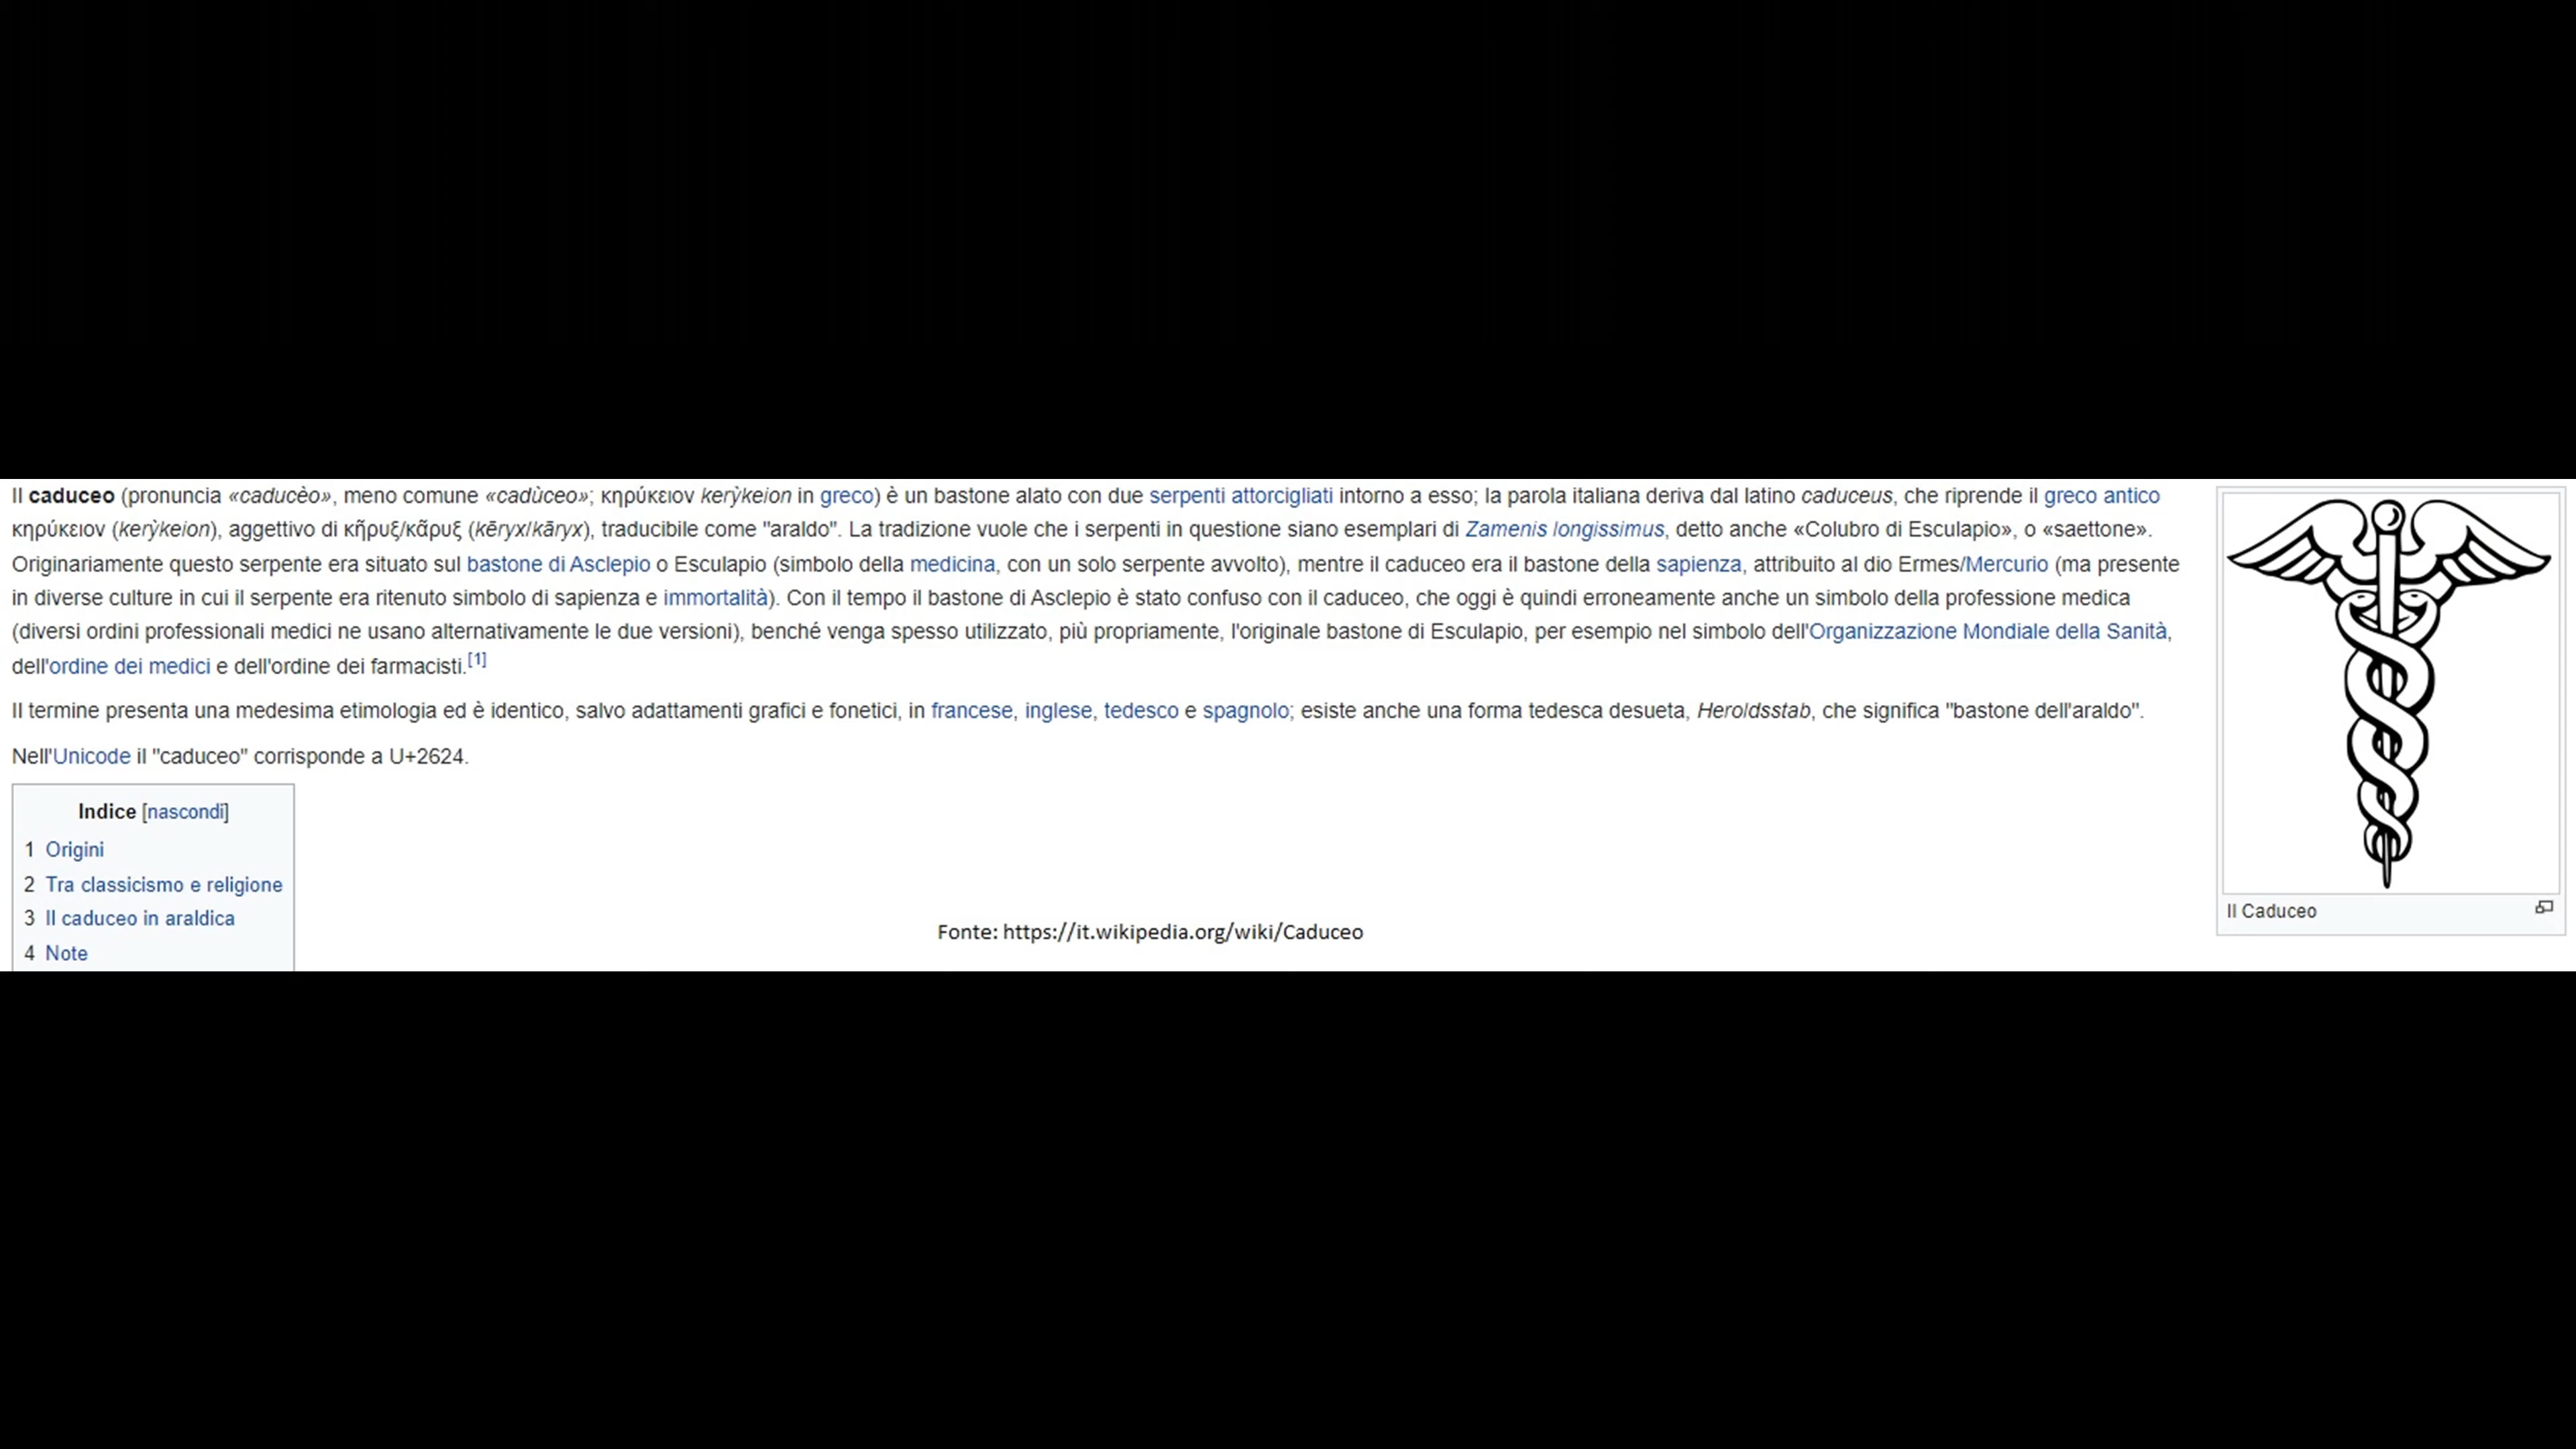 Il caduceo (pronuncia «caducèo», meno comune «cadùceo»; κηρύκειον kerỳkeion in greco) è un bastone alato con due serpenti attorcigliati intorno a esso; la parola italiana deriva dal latino caduceus, che riprende il greco antico
κηρύκειον (kerỳkeion), aggettivo di κῆρυξ/κᾶρυξ (kēryx/kāryx), traducibile come "araldo". La tradizione vuole che i serpenti in questione siano esemplari di Zamenis longissimus, detto anche «Colubro di Esculapio», o «saettone».
Originariamente questo serpente era situato sul bastone di Asclepio o Esculapio (simbolo della medicina, con un solo serpente avvolto), mentre il caduceo era il bastone della sapienza, attribuito al dio Ermes/Mercurio (ma presente
in diverse culture in cui il serpente era ritenuto simbolo di sapienza e immortalità). Con il tempo il bastone di Asclepio è stato confuso con il caduceo, che oggi è quindi erroneamente anche un simbolo della professione medica
(diversi ordini professionali medici ne usano alternativamente le due versioni), benché venga spesso utilizzato, più propriamente, l'originale bastone di Esculapio, per esempio nel simbolo dell'Organizzazione Mondiale della Sanità,
dell'ordine dei medici e dell'ordine dei farmacisti.[1]
Il termine presenta una medesima etimologia ed è identico, salvo adattamenti grafici e fonetici, in francese, inglese, tedesco e spagnolo; esiste anche una forma tedesca desueta, Heroldsstab, che significa "bastone dell'araldo".
Nell'Unicode il "caduceo" corrisponde a U+2624.
Indice [nascondi]
1 Origini
2 Tra classicismo e religione
3 Il caduceo in araldica
4 Note
Fonte: https://it.wikipedia.org/wiki/Caduceo
Il Caduceo